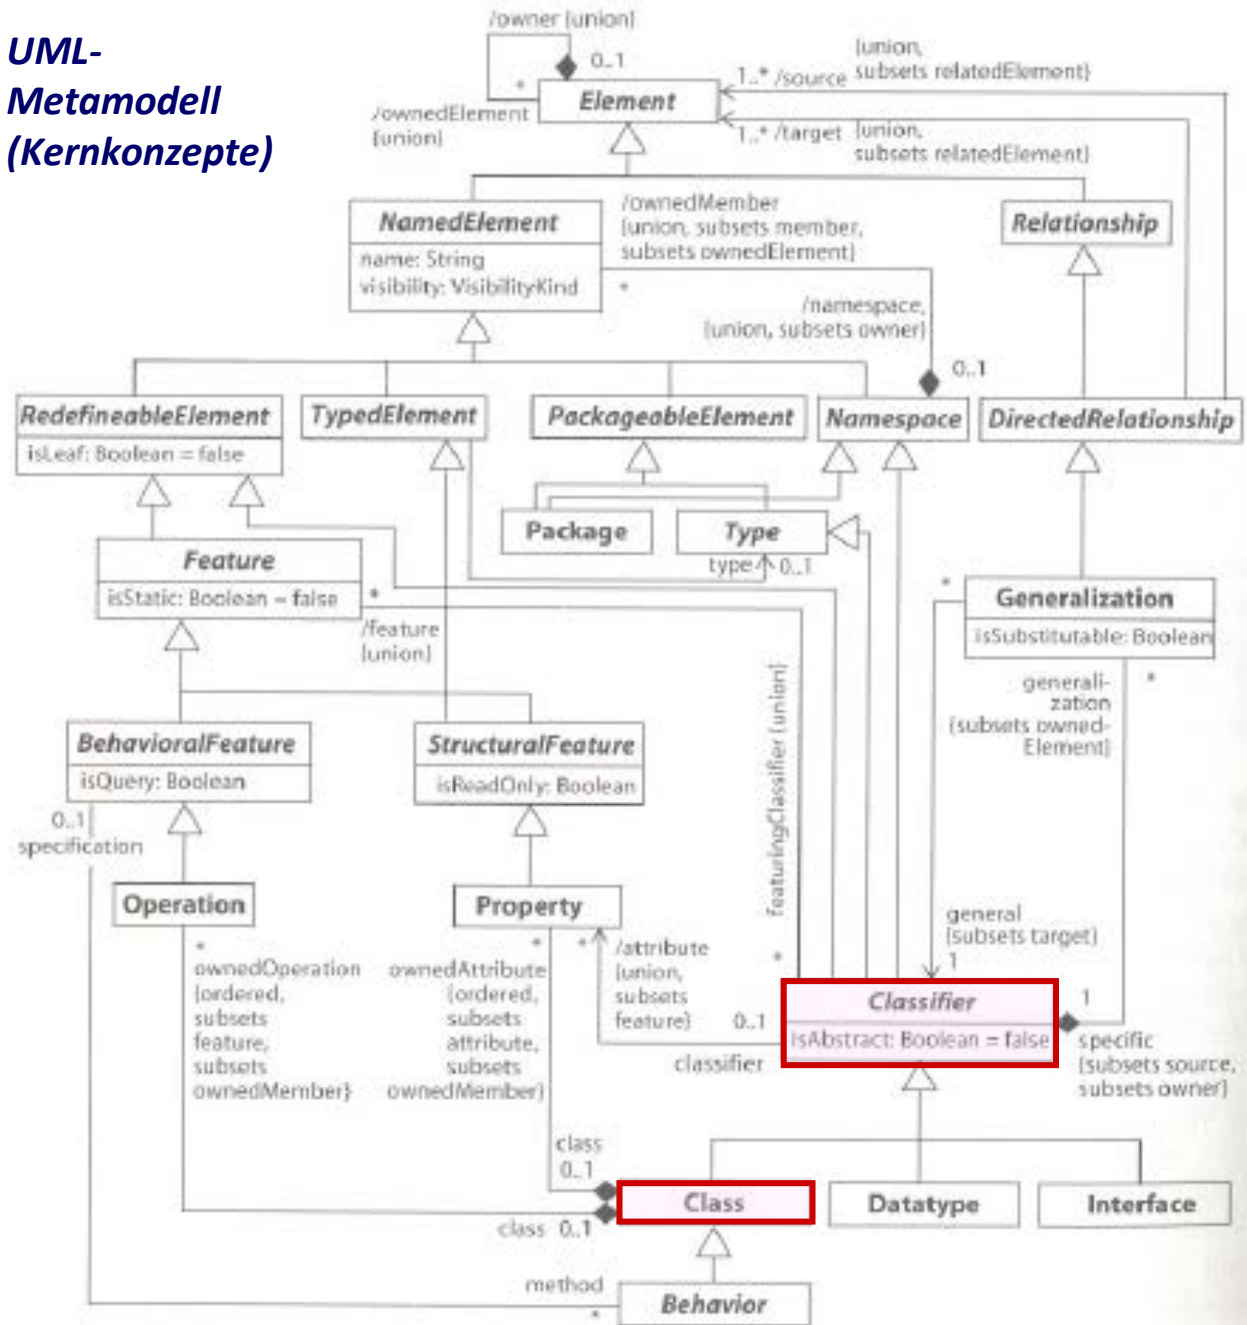 UML-
Metamodell
(Kernkonzepte)
/owner {union}
0..1
*
/ownedElement
{union}
Element
1..* /source
{union,
subsets relatedElement}
1..* /target
{union,
subsets relatedElement}
NamedElement
name: String
visibility: VisibilityKind
/ownedMember
{union, subsets member,
subsets ownedElement}
*
/namespace,
{union, subsets owner}
0..1
Relationship
RedefineableElement
isLeaf: Boolean = false
TypedElement
PackageableElement
Namespace
DirectedRelationship
Package
Type
type
0..1
Feature
isStatic: Boolean = false
*
/feature
{union}
*
Generalization
isSubstitutable: Boolean
*
generali-
zation
{subsets owned-
Element}
featuringClassifier {union}
*
BehavioralFeature
isQuery: Boolean
StructuralFeature
isReadOnly: Boolean
0..1
specification
Operation
Property
*
ownedOperation
{ordered,
subsets
feature,
subsets
ownedMember}
*
ownedAttribute
{ordered,
subsets
attribute,
subsets
ownedMember}
*
/attribute
{union,
subsets
feature}
0..1
classifier
general
{subsets target}
1
Classifier
isAbstract: Boolean = false
1
specific
{subsets source,
subsets owner}
class
0..1
class 0..1
Class
Datatype
Interface
method
*
Behavior